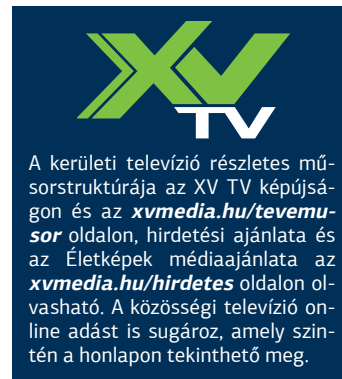 XV
TV
A kerületi televízió részletes mű-
sorstruktúrája az XV TV képújsá-
gon és az xvmedia.hu/tevemu-
sor oldalon, hirdetési ajánlata és
az Életképek médiaajánlata az
xvmedia.hu/hirdetes oldalon ol-
vasható. A közösségi televízió on-
line adást is sugároz, amely szin-
tén a honlapon tekinthető meg.